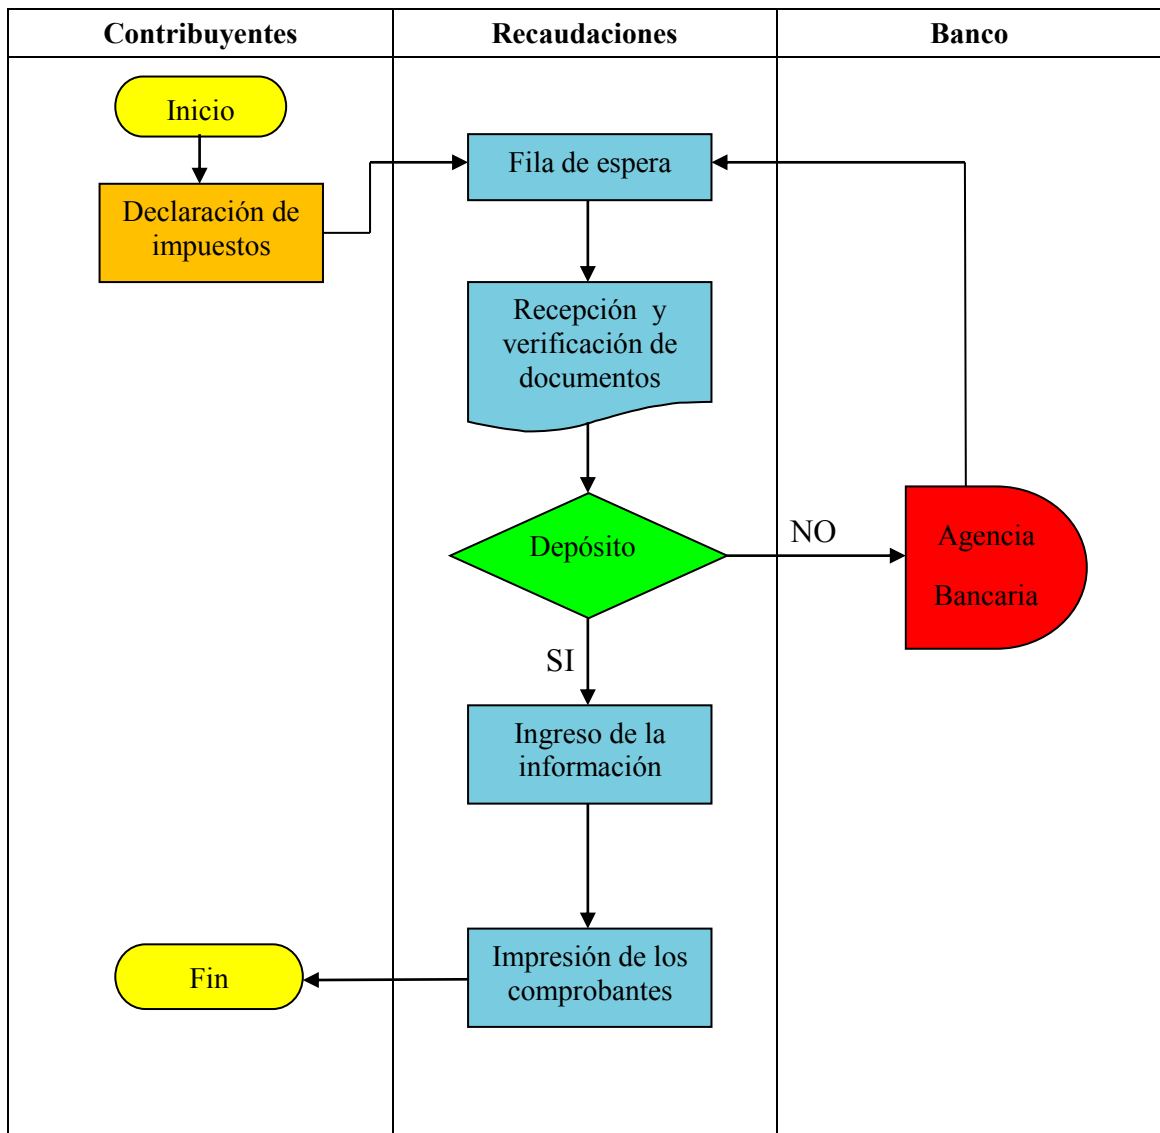 Contribuyentes
Recaudaciones
Banco
Inicio
Fila de espera
Declaración de
impuestos
Recepción y
verificación de
documentos
Depósito
NO
Agencia
Bancaria
SI
Ingreso de la
información
Impresión de los
comprobantes
Fin